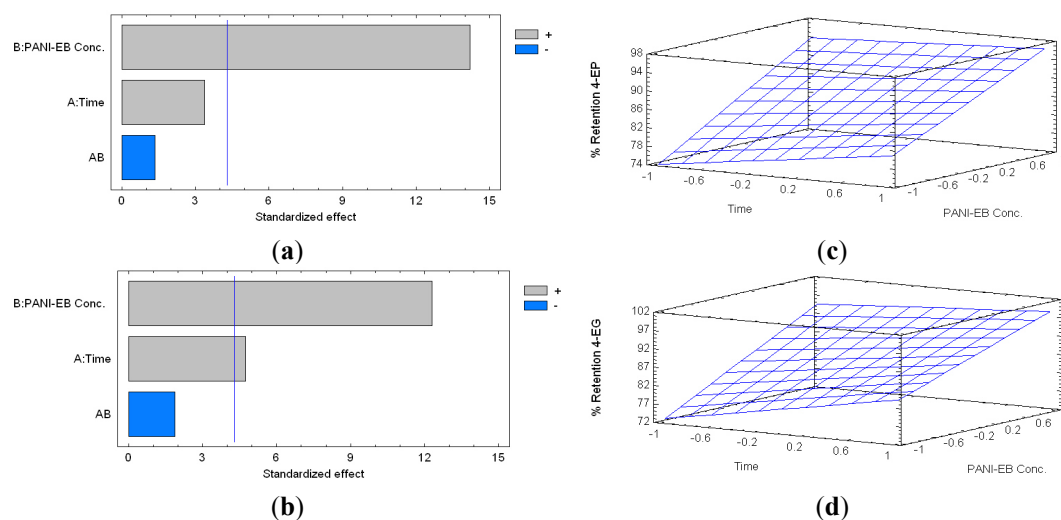 B:PANI-EB Conc.
A:Time
AB
0 3 6 9 12 15
Standardized effect
+
-
(a)
% Retention 4-EP
98
94
90
86
82
78
74
-1 -0.6 -0.2 0.2 0.6 1
Time
-1 -0.6 -0.2 0.2 0.6
PANI-EB Conc.
(c)
B:PANI-EB Conc.
A:Time
AB
0 3 6 9 12 15
Standardized effect
+
-
(b)
% Retention 4-EG
102
97
92
87
82
77
72
-1 -0.6 -0.2 0.2 0.6 1
Time
-1 -0.6 -0.2 0.2 0.6
PANI-EB Conc.
(d)